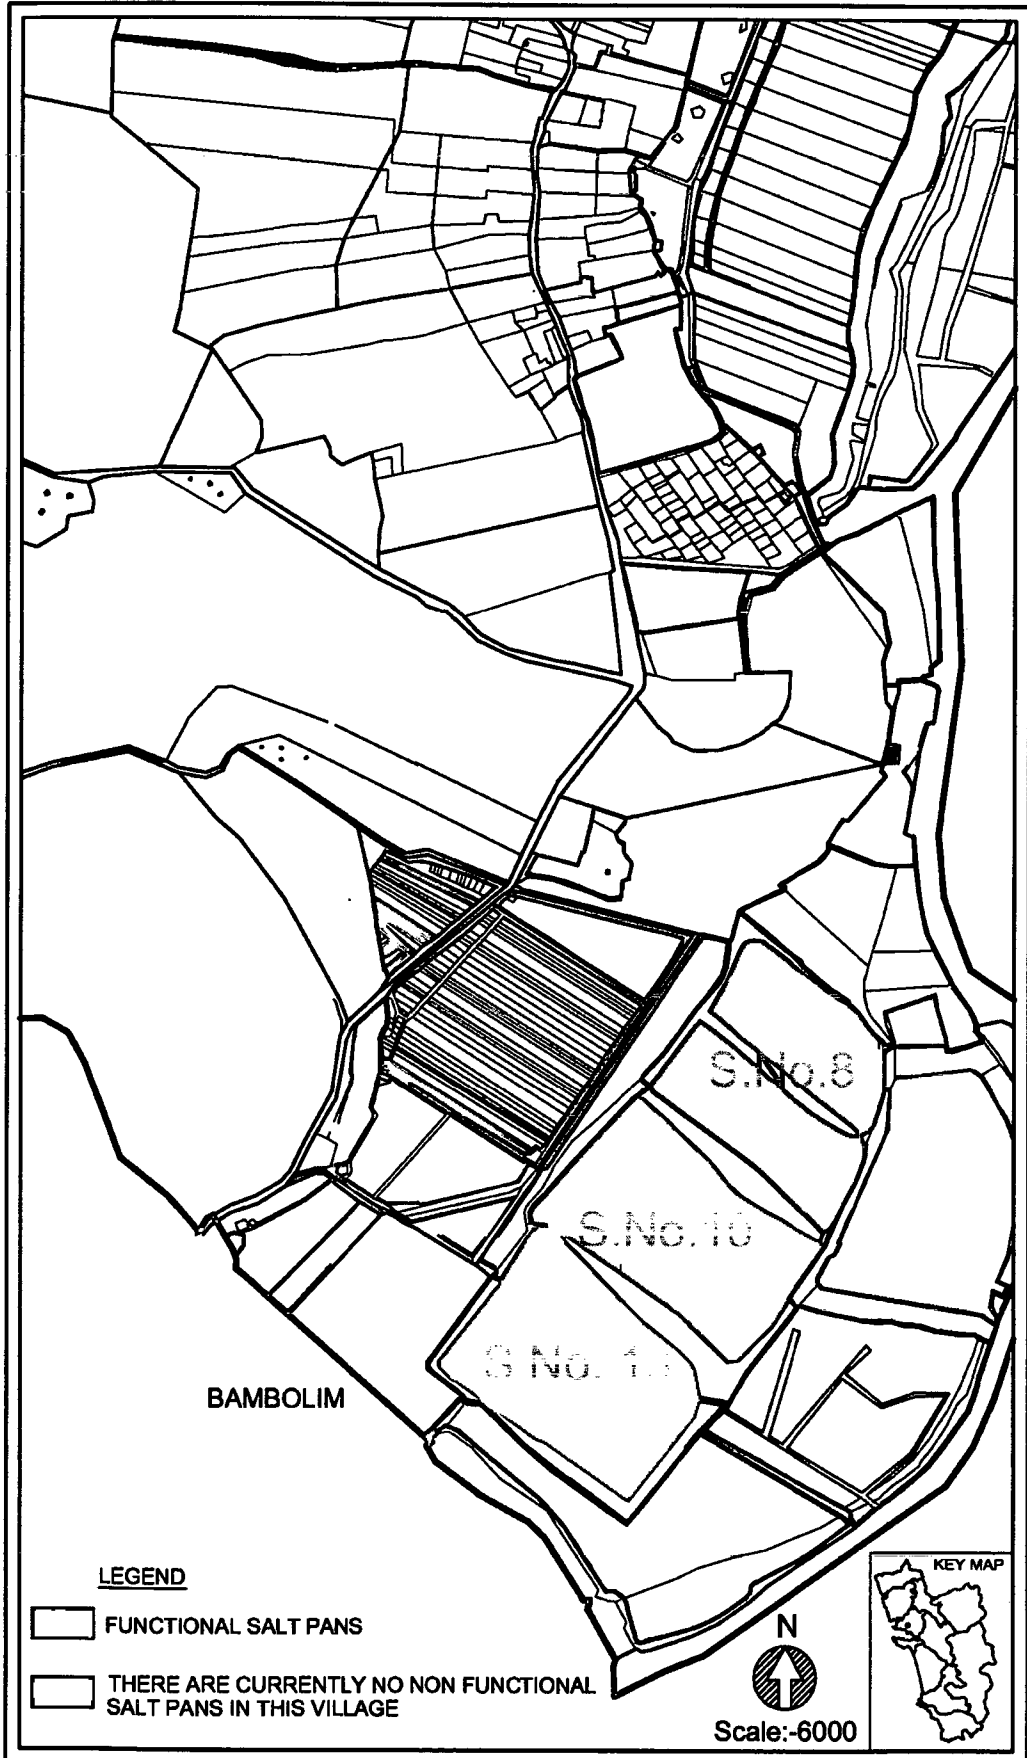 S.No.8
S.No.10
S.No.
BAMBOLIM
LEGEND
FUNCTIONAL SALT PANS
THERE ARE CURRENTLY NO NON FUNCTIONAL
SALT PANS IN THIS VILLAGE
KEY MAP
N
Scale:-6000